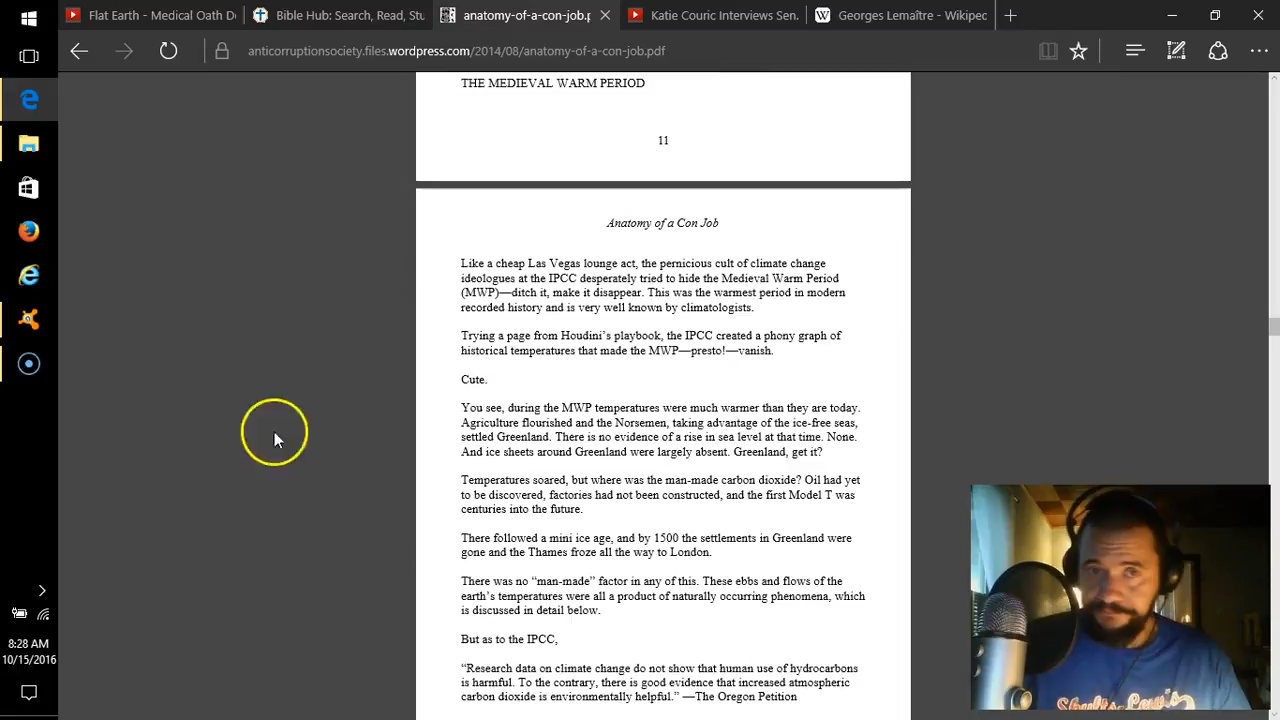 Flat Earth - Medical Oath D
Bible Hub: Search, Read, Stu
anatomy-of-a-con-job.p
Katie Couric Interviews Sen.
Georges Lemaître - Wikipec
anticorruptionsociety.files.wordpress.com/2014/08/anatomy-of-a-con-job.pdf
THE MEDIEVAL WARM PERIOD
11
Anatomy of a Con Job
Like a cheap Las Vegas lounge act, the pernicious cult of climate change
ideologues at the IPCC desperately tried to hide the Medieval Warm Period
(MWP)—ditch it, make it disappear. This was the warmest period in modern
recorded history and is very well known by climatologists.
Trying a page from Houdini's playbook, the IPCC created a phony graph of
historical temperatures that made the MWP—presto!—vanish.
Cute.
You see, during the MWP temperatures were much warmer than they are today.
Agriculture flourished and the Norsemen, taking advantage of the ice-free seas,
settled Greenland. There is no evidence of a rise in sea level at that time. None.
And ice sheets around Greenland were largely absent. Greenland, get it?
Temperatures soared, but where was the man-made carbon dioxide? Oil had yet
to be discovered, factories had not been constructed, and the first Model T was
centuries into the future.
There followed a mini ice age, and by 1500 the settlements in Greenland were
gone and the Thames froze all the way to London.
There was no “man-made” factor in any of this. These ebbs and flows of the
earth's temperatures were all a product of naturally occurring phenomena, which
is discussed in detail below.
But as to the IPCC,
“Research data on climate change do not show that human use of hydrocarbons
is harmful. To the contrary, there is good evidence that increased atmospheric
carbon dioxide is environmentally helpful.” —The Oregon Petition
8:28 AM
10/15/2016